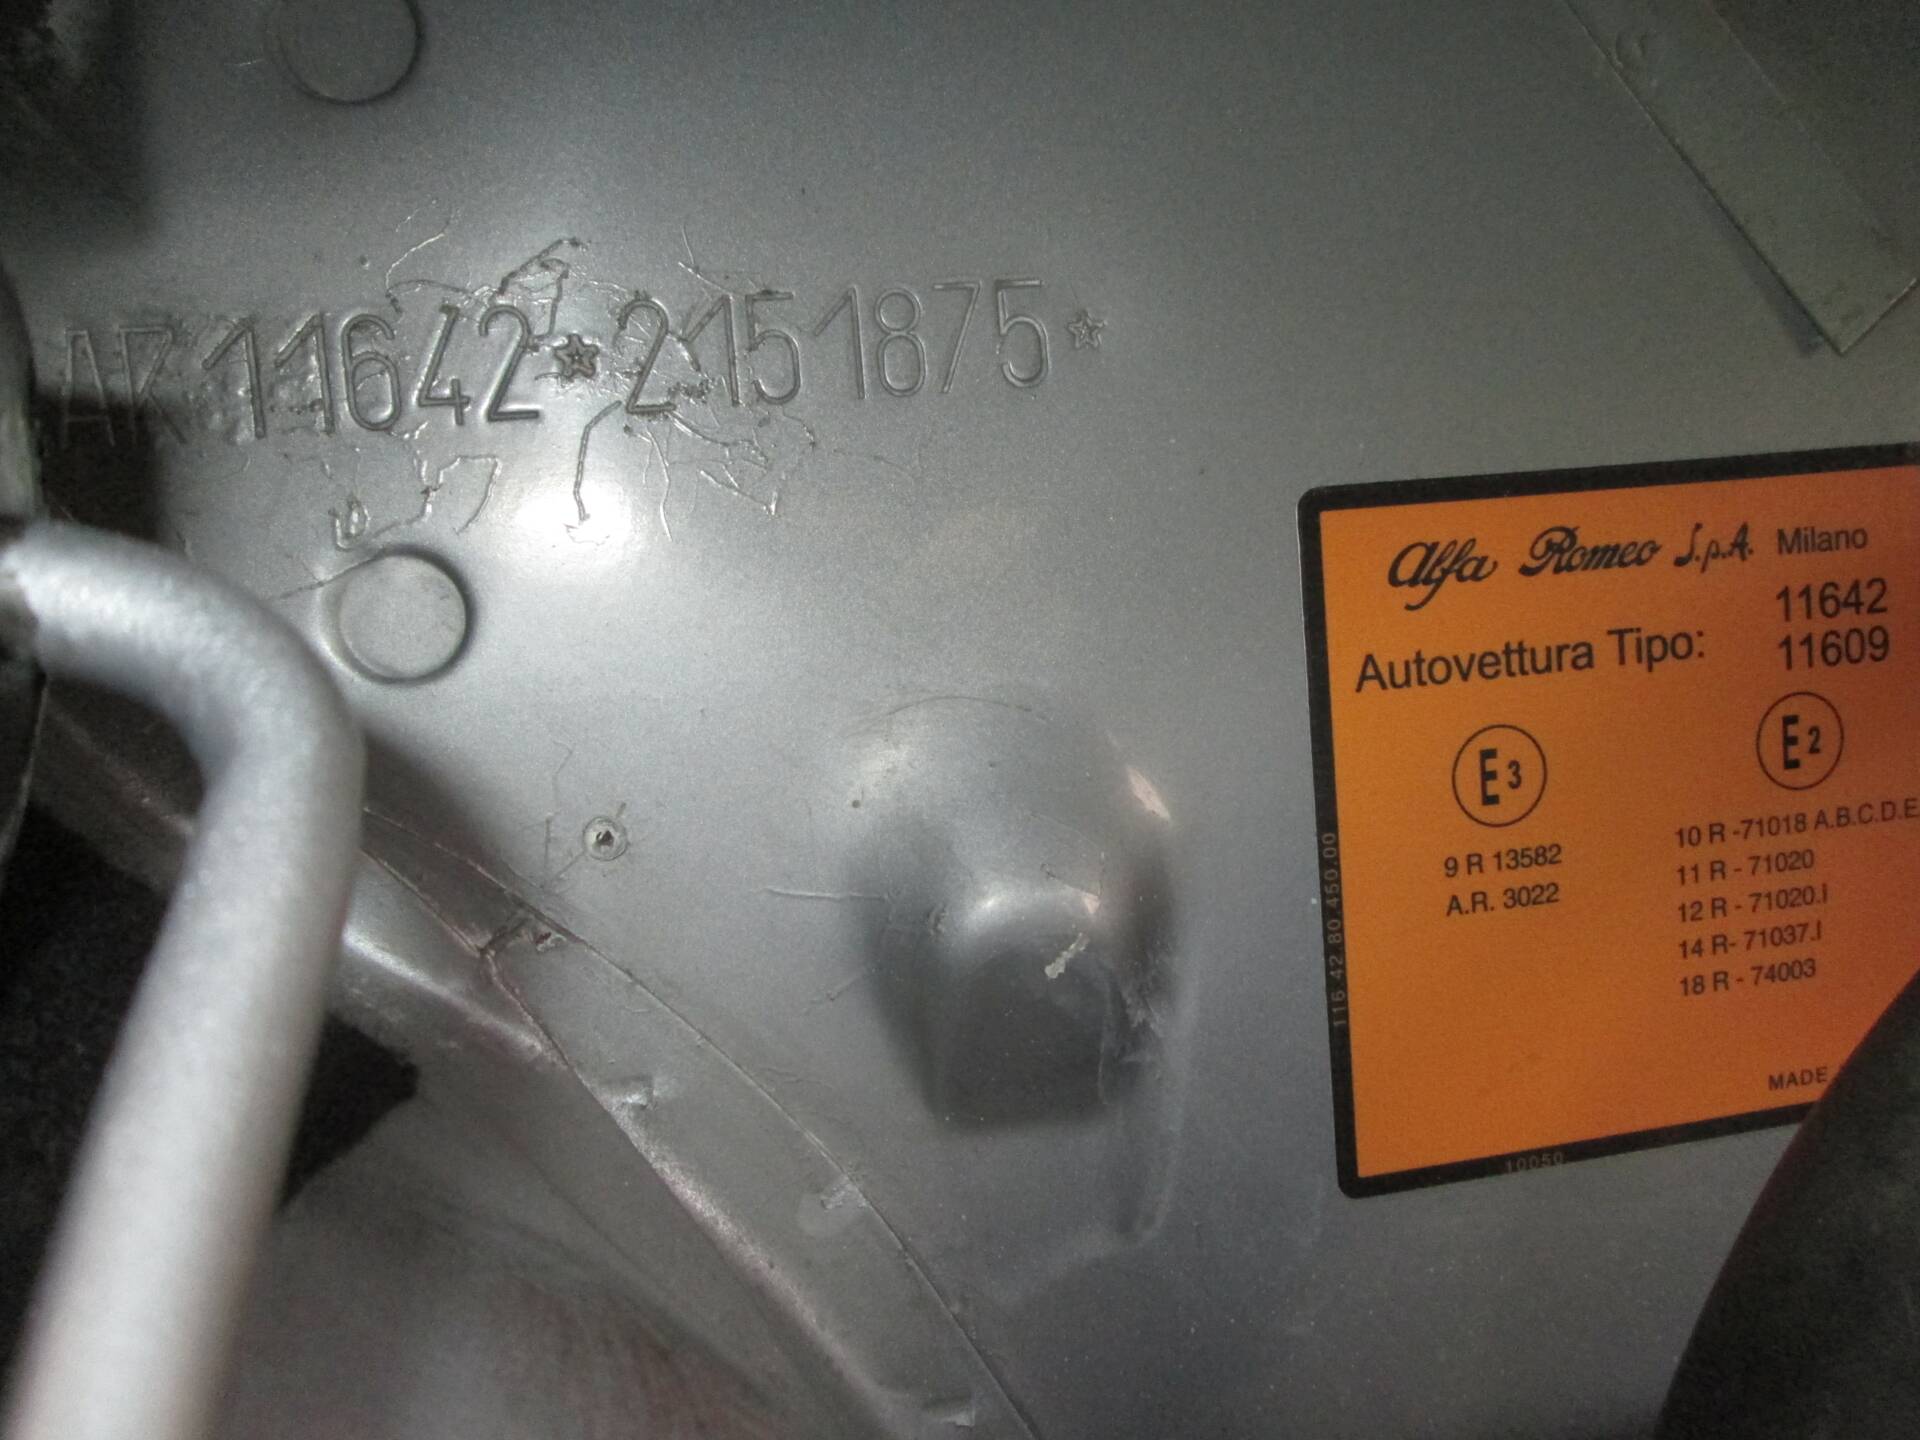 AR 11642☆2151875☆
Alfa Romeo S.p.A. Milano
11642
Autovettura Tipo: 11609
E3
E2
9 R 13582
A.R. 3022
10 R -71018 A.B.C.D.E
11 R - 71020
12 R - 71020.I
14 R- 71037.I
18 R - 74003
MADE
116.42.80.450.00
10050